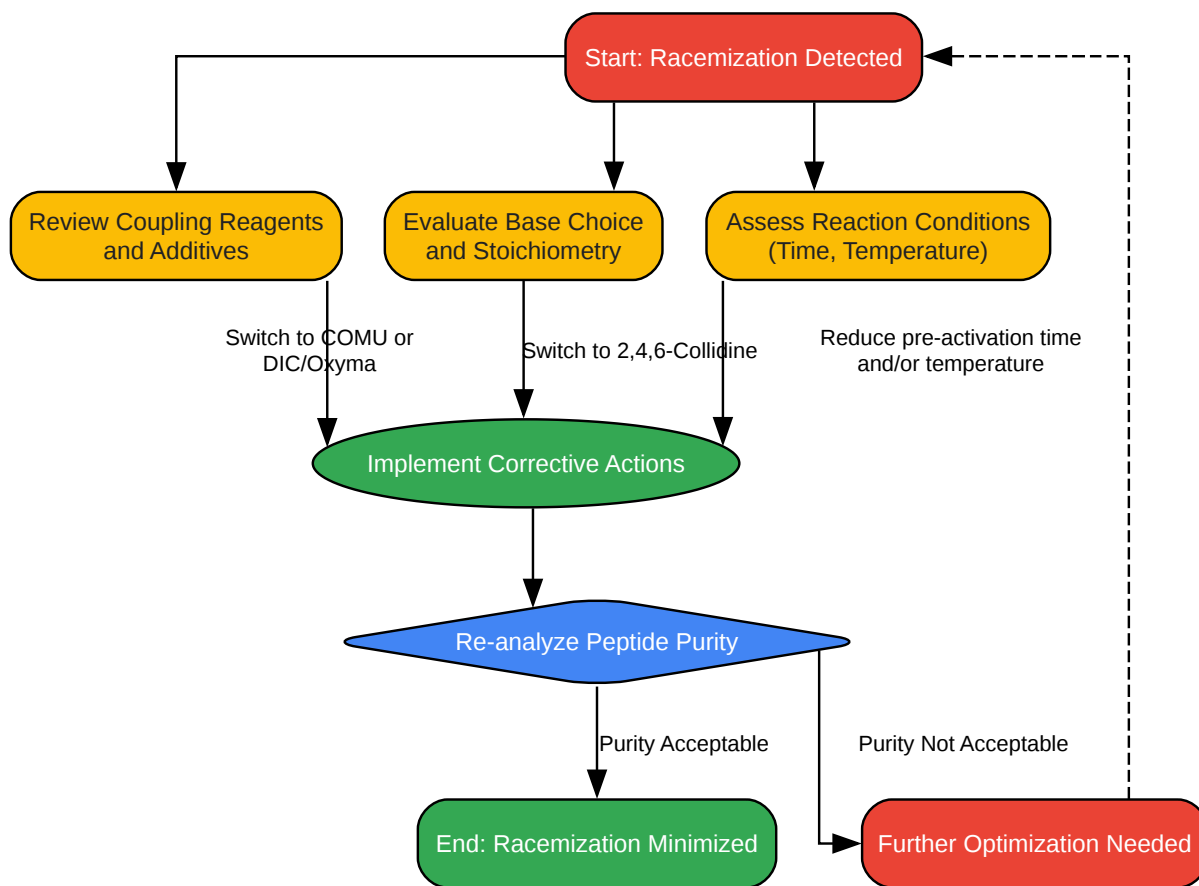 Start: Racemization Detected
Review Coupling Reagents
and Additives
Evaluate Base Choice
and Stoichiometry
Assess Reaction Conditions
(Time, Temperature)
Switch to COMU or
DIC/Oxyma
Switch to 2,4,6-Collidine
Reduce pre-activation time
and/or temperature
Implement Corrective Actions
Re-analyze Peptide Purity
Purity Acceptable
Purity Not Acceptable
End: Racemization Minimized
Further Optimization Needed